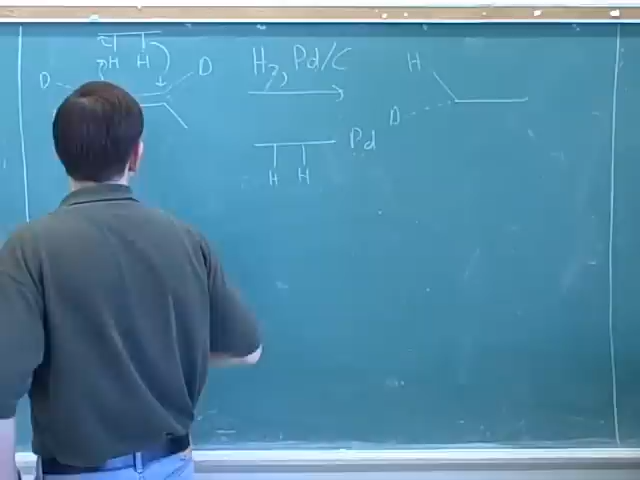 H H
D D H₂, Pd/C H
D
Pd
H H